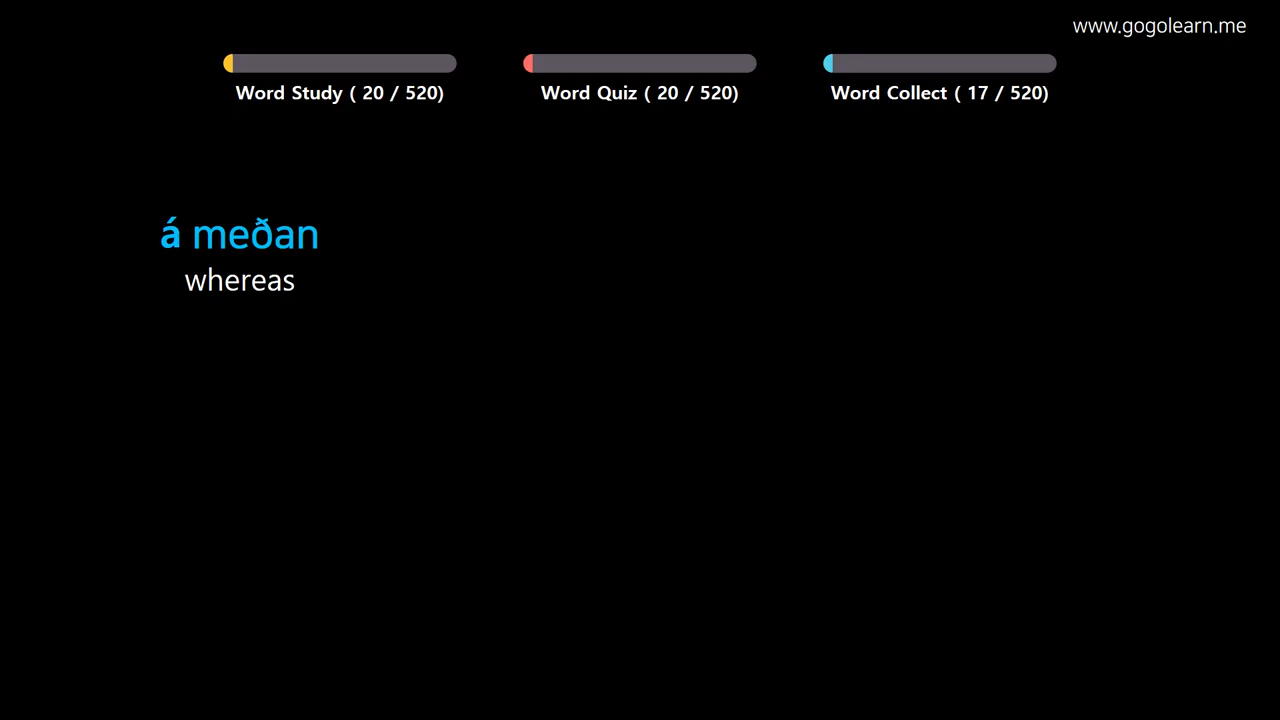 www.gogolearn.me
Word Study ( 20 / 520)
Word Quiz ( 20 / 520)
Word Collect ( 17 / 520)
á meðan
whereas